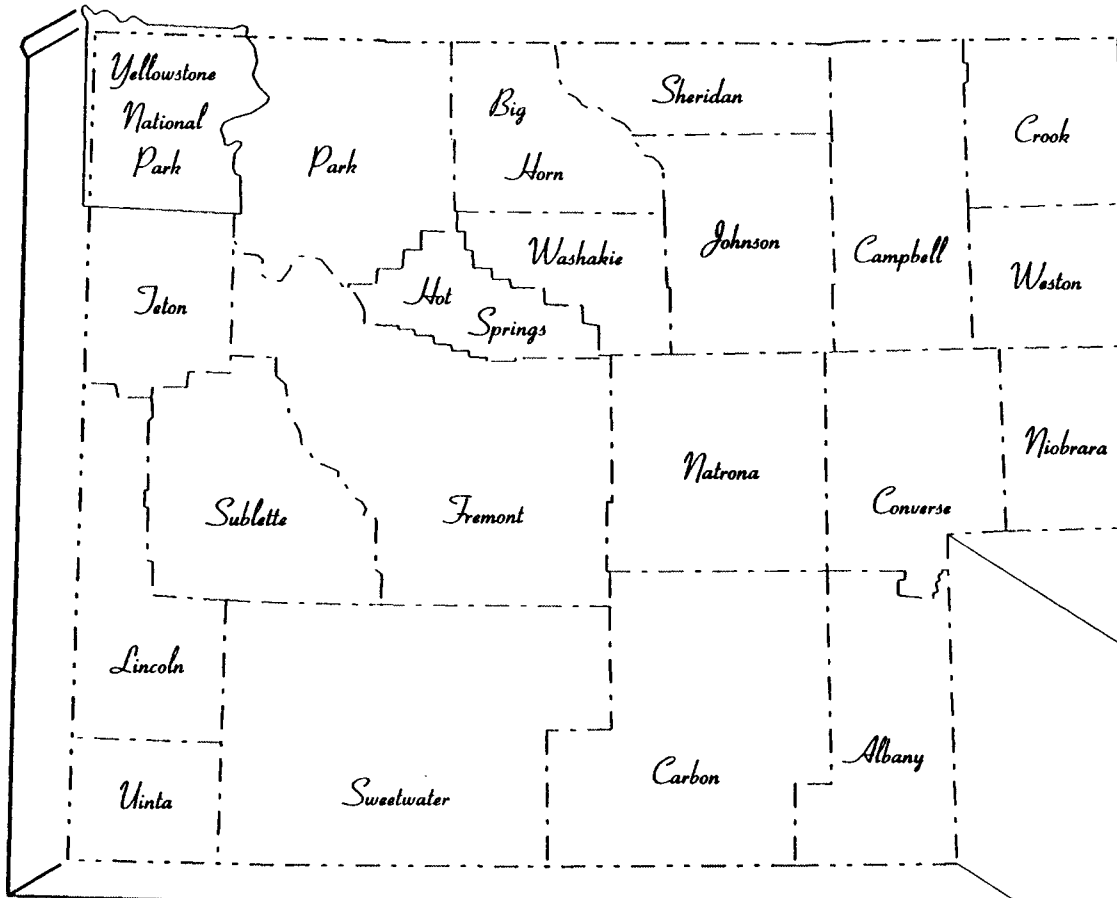 Yellowstone
National
Park
Park
Big
Horn
Sheridan
Crook
Johnson
Campbell
Washakie
Weston
Hot
Springs
Teton
Natrona
Niobrara
Sublette
Fremont
Converse
Lincoln
Uinta
Sweetwater
Carbon
Albany